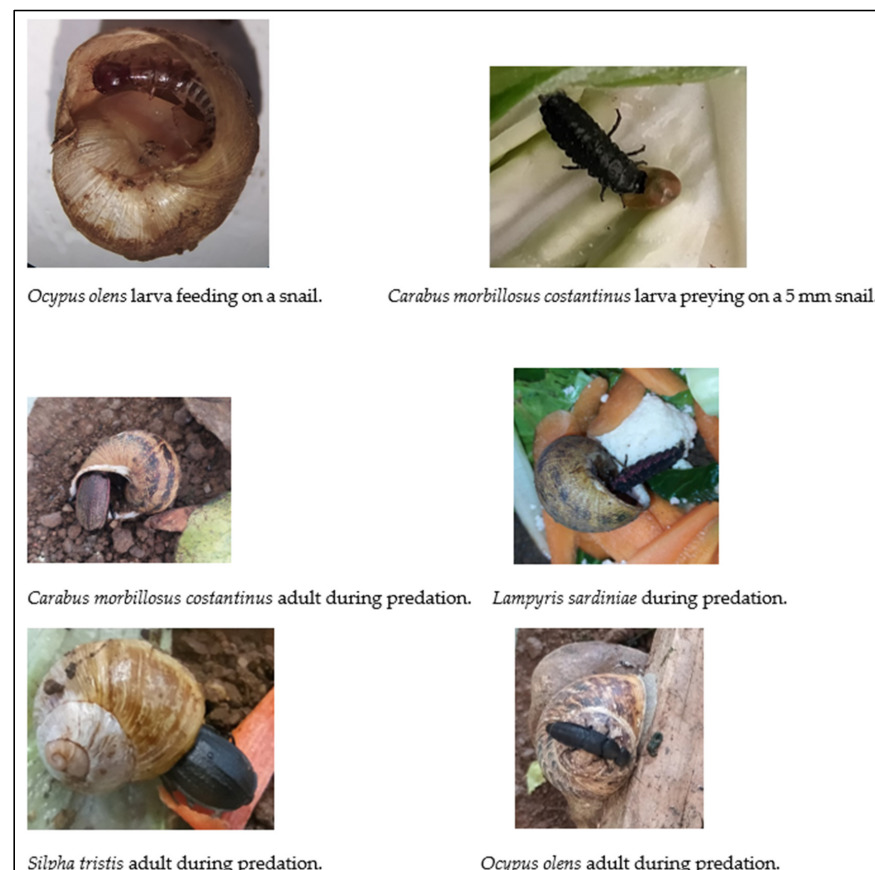 Ocypus olens larva feeding on a snail.
Carabus morbillosus costantinus larva preying on a 5 mm snail.
Carabus morbillosus costantinus adult during predation.
Lampyris sardiniae during predation.
Silpha tristis adult during predation.
Ocypus olens adult during predation.